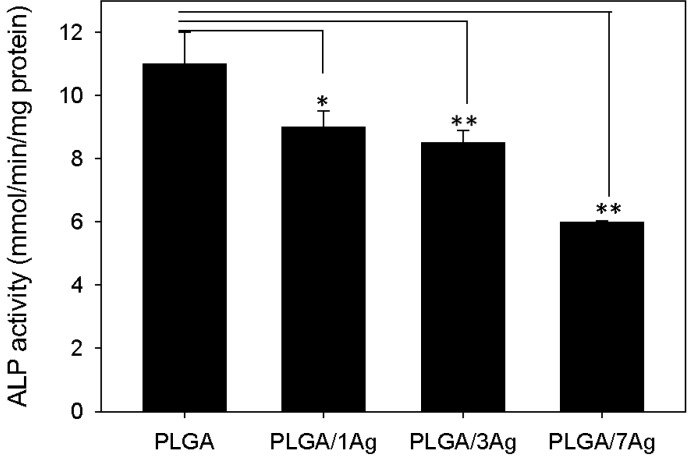 ALP activity (mmol/min/mg protein)
12
10
8
6
4
2
0
*
**
**
PLGA
PLGA/1Ag
PLGA/3Ag
PLGA/7Ag